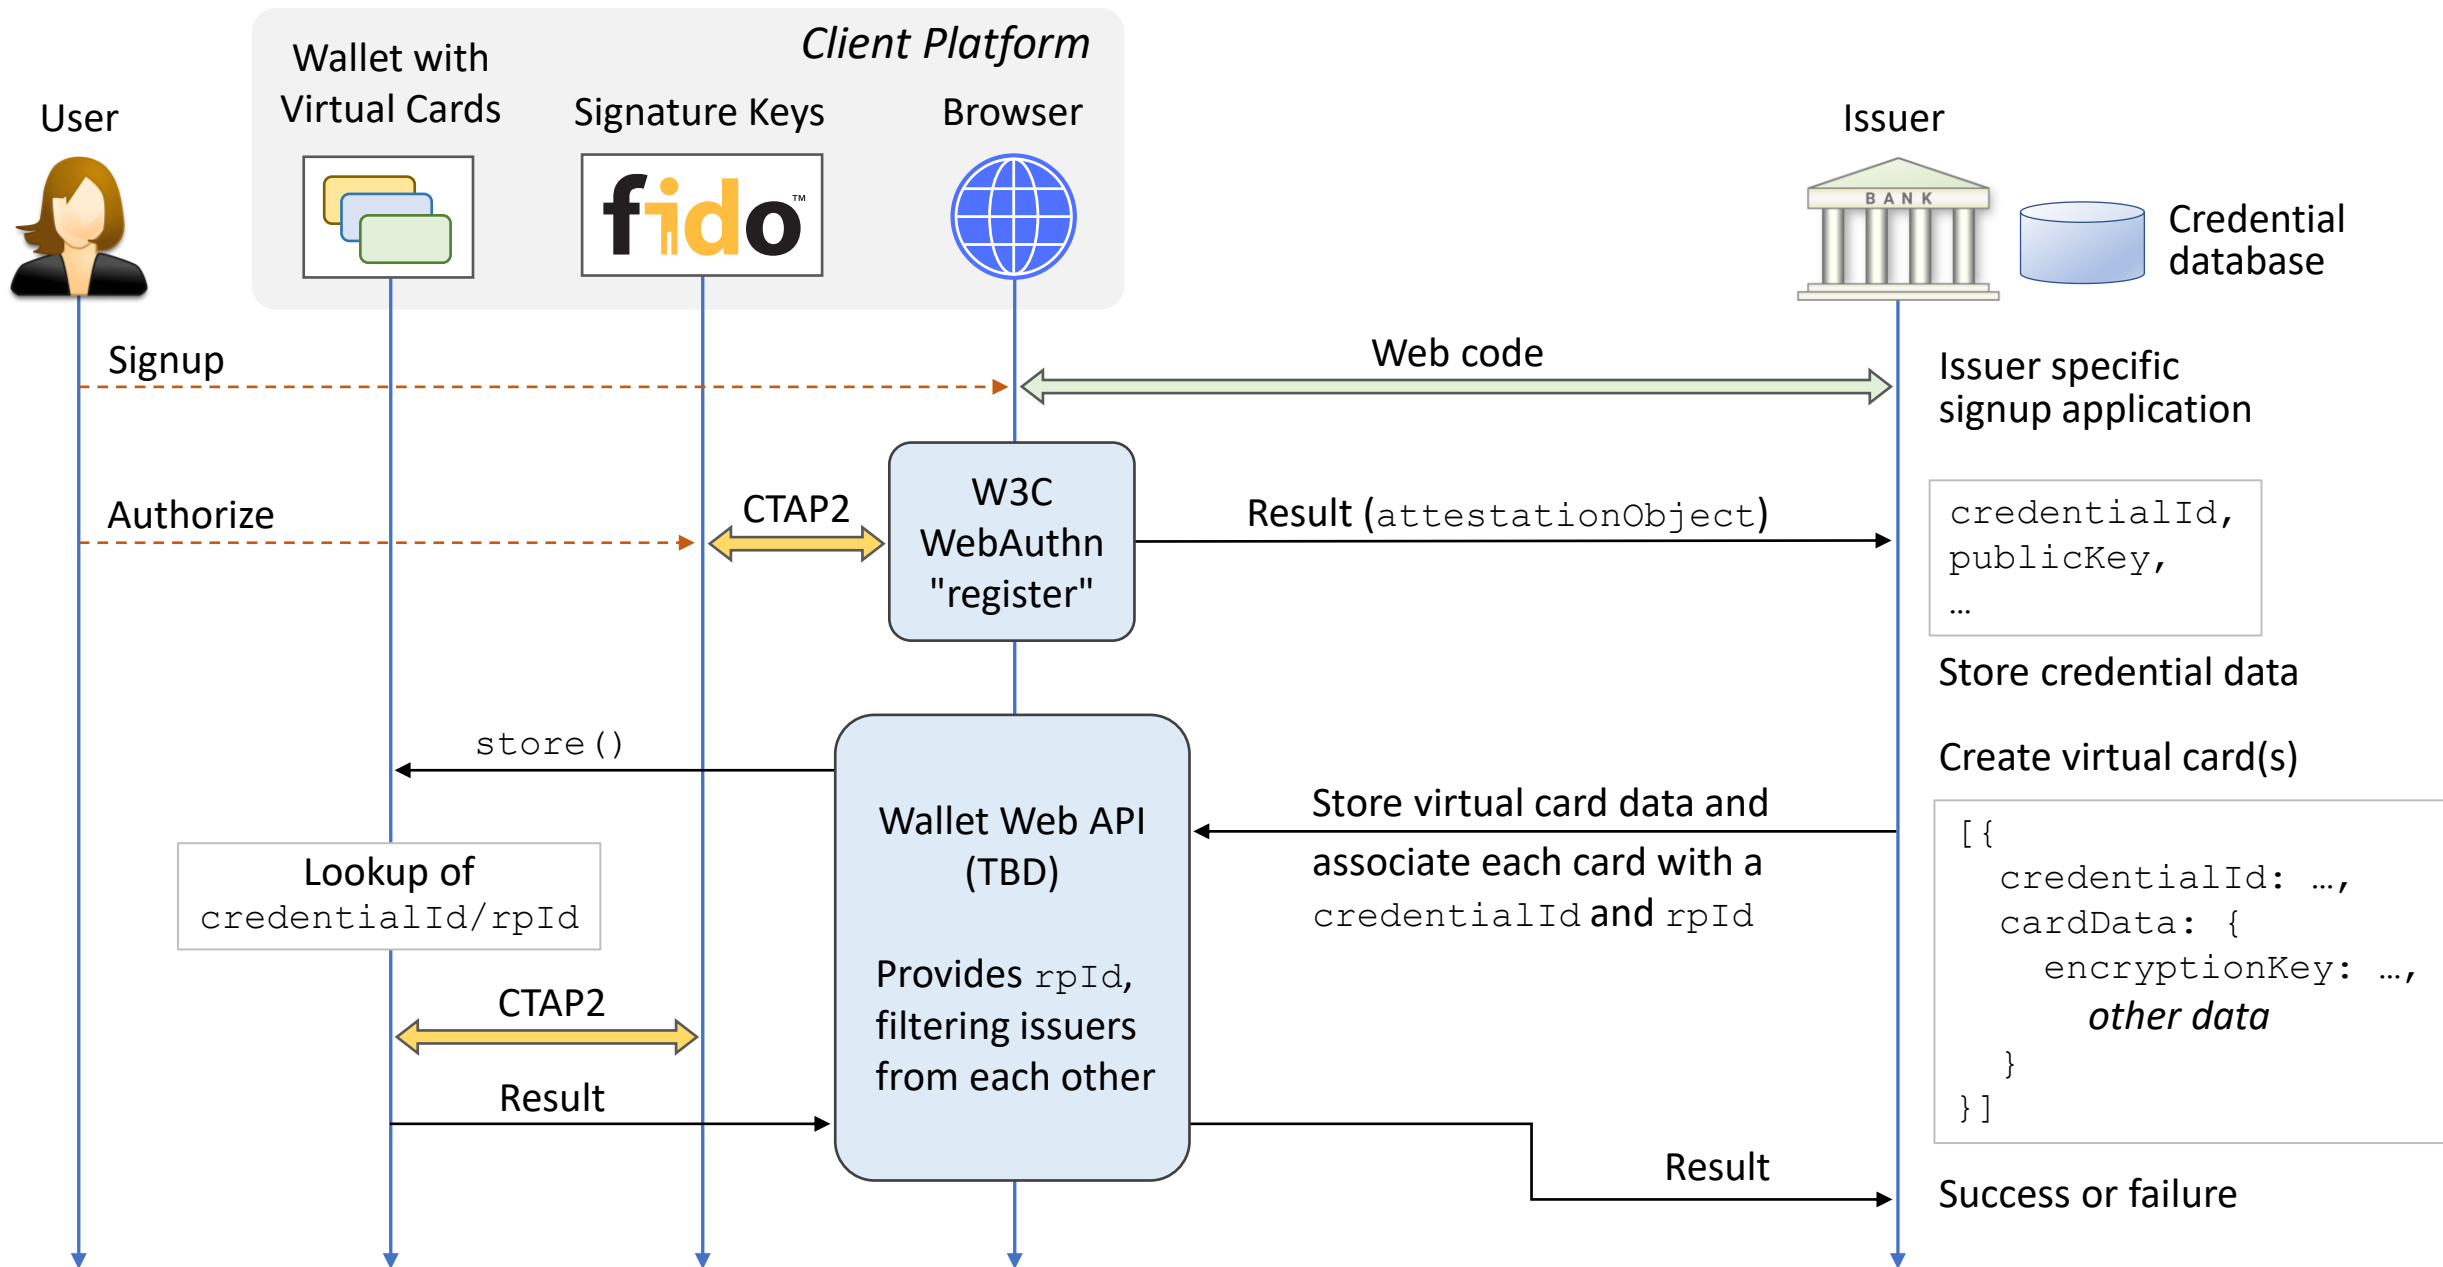 Client Platform
Wallet with
Virtual Cards
User
Signature Keys
Browser
Issuer
fido™
BANK
Credential
database
Signup
Web code
Issuer specific
signup application
Authorize
CTAP2
W3C
WebAuthn
"register"
Result (attestationObject)
credentialId,
publicKey,
…
Store credential data
store()
Create virtual card(s)
Wallet Web API
(TBD)
Provides rpId,
filtering issuers
from each other
Store virtual card data and
associate each card with a
credentialId and rpId
[{
credentialId: …,
cardData: {
encryptionKey: …,
other data
}
}]
Lookup of
credentialId/rpId
CTAP2
Result
Result
Success or failure